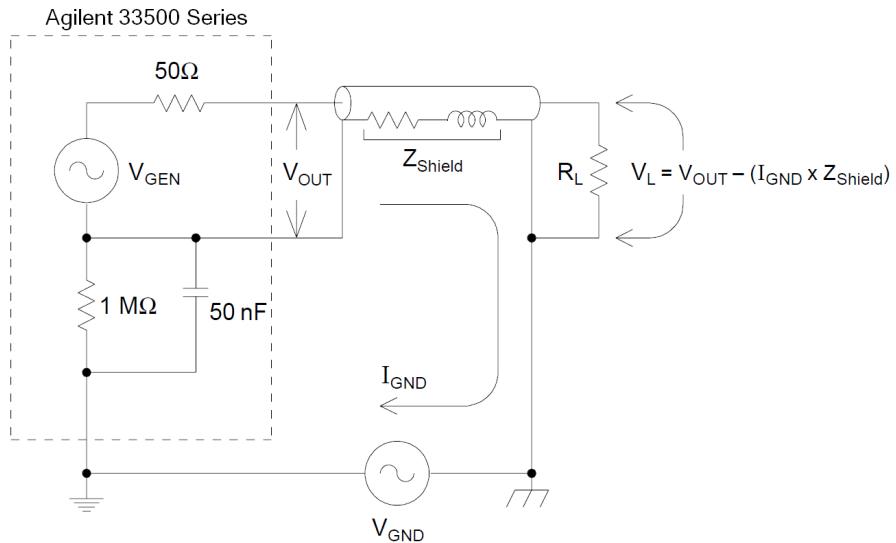 Agilent 33500 Series
50Ω
V_GEN
V_OUT
Z_Shield
R_L
V_L = V_OUT – (I_GND x Z_Shield)
1 MΩ
50 nF
I_GND
V_GND